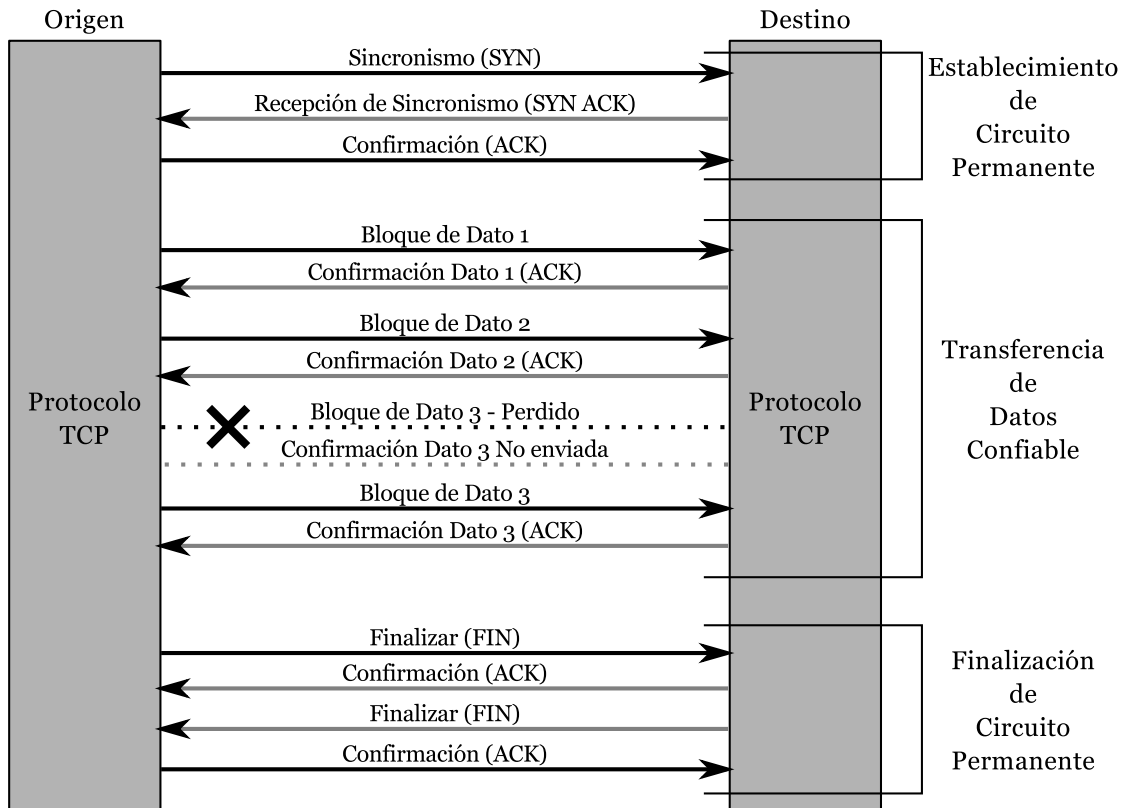 Origen
Destino
Sincronismo (SYN)
Recepción de Sincronismo (SYN ACK)
Confirmación (ACK)
Establecimiento
de
Circuito
Permanente
Bloque de Dato 1
Confirmación Dato 1 (ACK)
Bloque de Dato 2
Confirmación Dato 2 (ACK)
Bloque de Dato 3 - Perdido
Confirmación Dato 3 No enviada
Bloque de Dato 3
Confirmación Dato 3 (ACK)
Protocolo
TCP
Protocolo
TCP
Transferencia
de
Datos
Confiable
Finalizar (FIN)
Confirmación (ACK)
Finalizar (FIN)
Confirmación (ACK)
Finalización
de
Circuito
Permanente